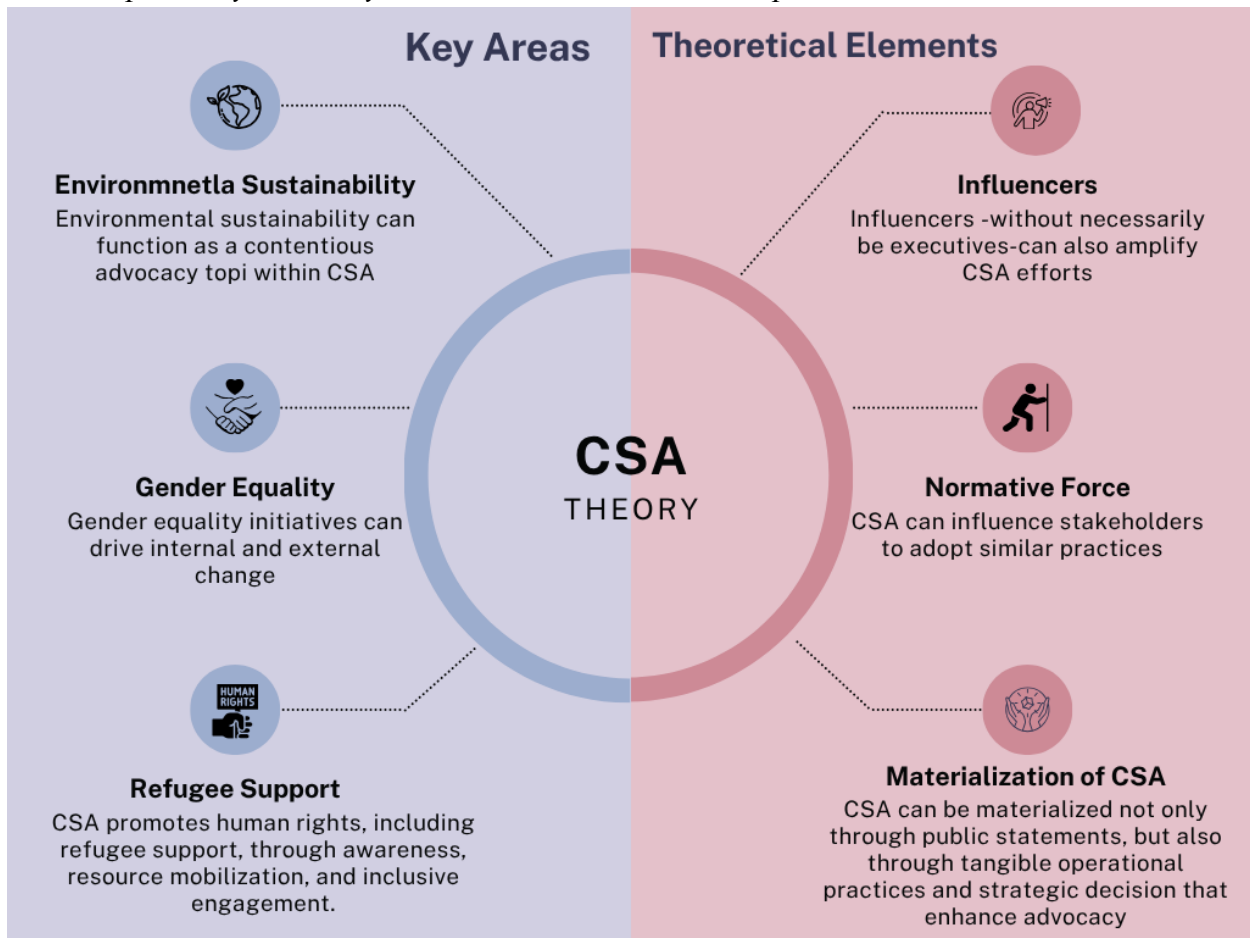 Key Areas
Theoretical Elements
Environmnetla Sustainability
Environmental sustainability can
function as a contentious
advocacy topi within CSA
Gender Equality
Gender equality initiatives can
drive internal and external
change
HUMAN
RIGHTS
Refugee Support
CSA promotes human rights, including
refugee support, through awareness,
resource mobilization, and inclusive
engagement.
CSA
THEORY
Influencers
Influencers -without necessarily
be executives-can also amplify
CSA efforts
Normative Force
CSA can influence stakeholders
to adopt similar practices
Materialization of CSA
CSA can be materialized not only
through public statements, but also
through tangible operational
practices and strategic decision that
enhance advocacy